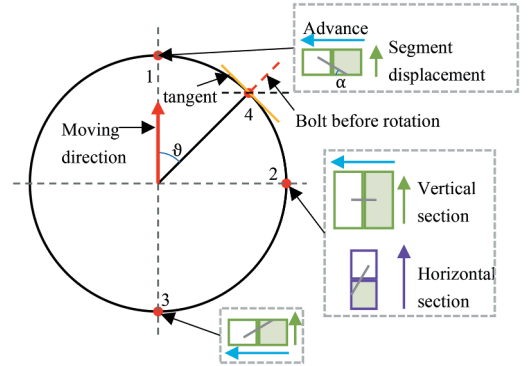 Advance
Segment
displacement
α
1
tangent
4
Bolt before rotation
Moving
direction
ϑ
2
Vertical
section
Horizontal
section
3